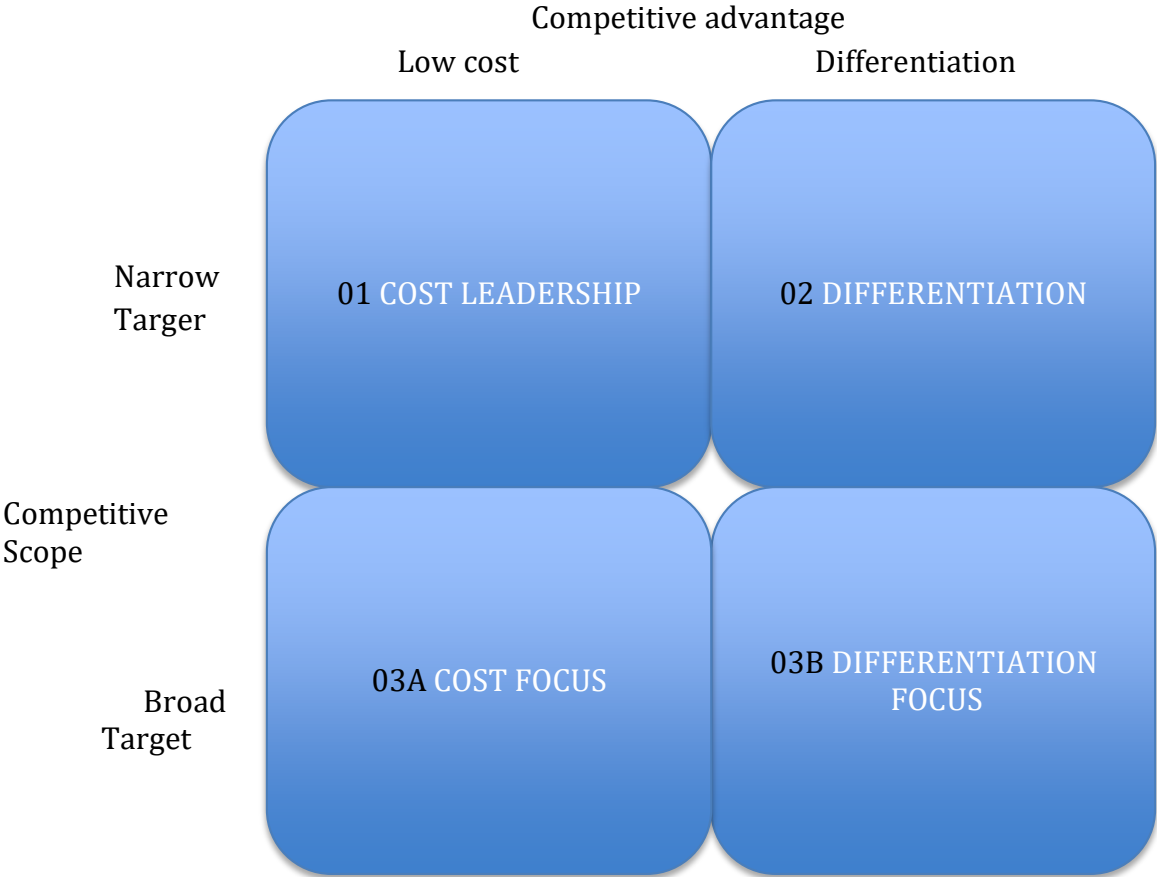 Competitive advantage
Low cost
Differentiation
Narrow
Targer
01 COST LEADERSHIP
02 DIFFERENTIATION
Competitive
Scope
Broad
Target
03A COST FOCUS
03B DIFFERENTIATION
FOCUS